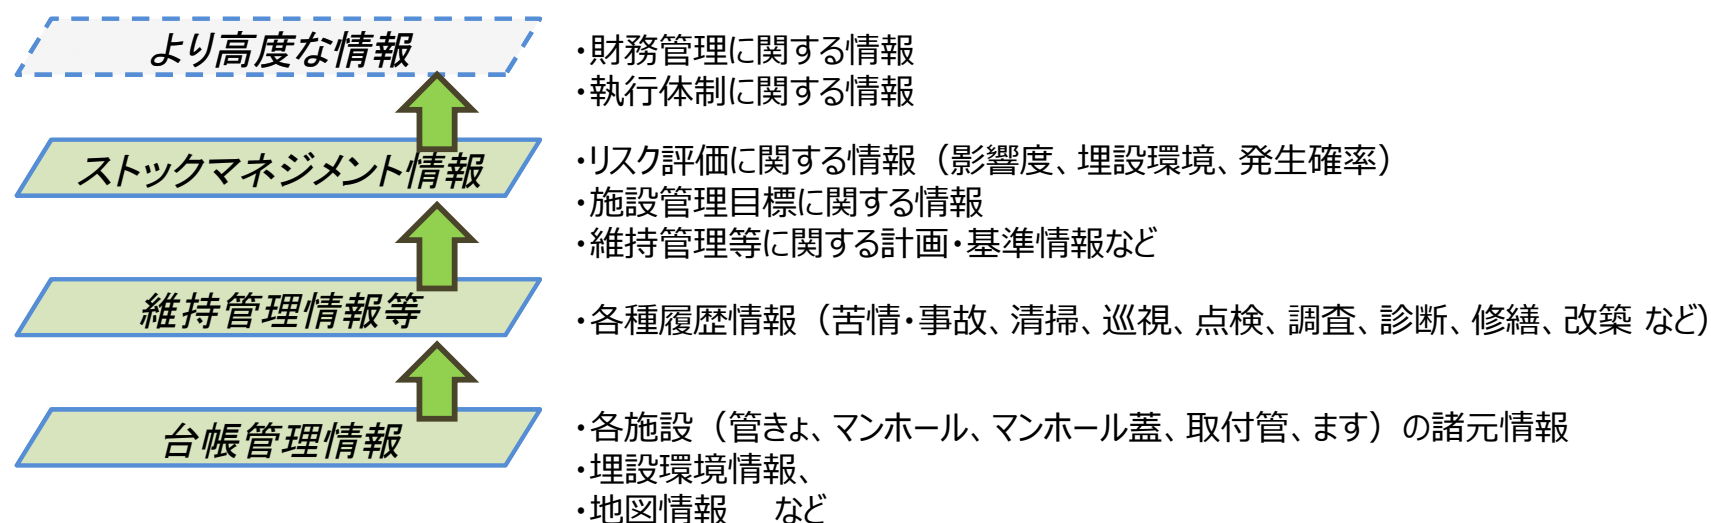 より高度な情報
・財務管理に関する情報
・執行体制に関する情報
ストックマネジメント情報
・リスク評価に関する情報（影響度、埋設環境、発生確率）
・施設管理目標に関する情報
・維持管理等に関する計画・基準情報など
維持管理情報等
・各種履歴情報（苦情・事故、清掃、巡視、点検、調査、診断、修繕、改築 など）
台帳管理情報
・各施設（管きょ、マンホール、マンホール蓋、取付管、ます）の諸元情報
・埋設環境情報、
・地図情報　など